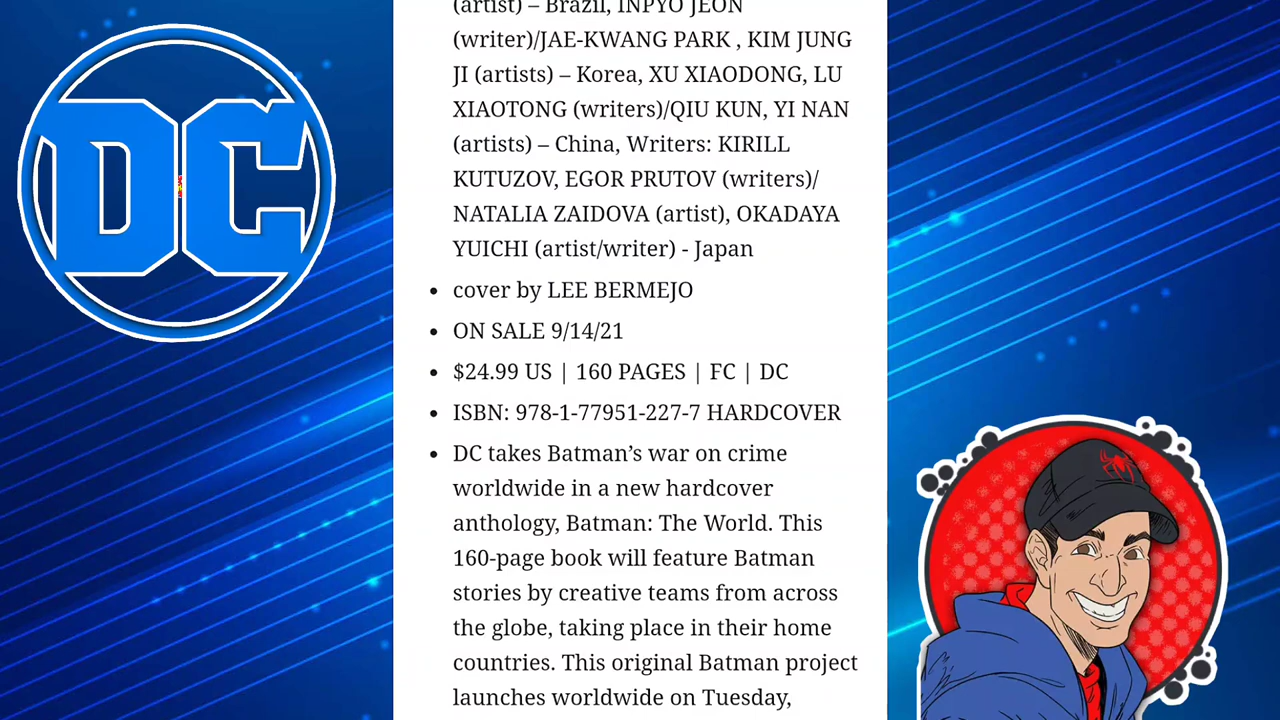 DC
(artist) – Brazil, INPYO JEON
(writer)/JAE-KWANG PARK , KIM JUNG
JI (artists) – Korea, XU XIAODONG, LU
XIAOTONG (writers)/QIU KUN, YI NAN
(artists) – China, Writers: KIRILL
KUTUZOV, EGOR PRUTOV (writers)/
NATALIA ZAIDOVA (artist), OKADAYA
YUICHI (artist/writer) - Japan
• cover by LEE BERMEJO
• ON SALE 9/14/21
• $24.99 US | 160 PAGES | FC | DC
• ISBN: 978-1-77951-227-7 HARDCOVER
• DC takes Batman’s war on crime
worldwide in a new hardcover
anthology, Batman: The World. This
160-page book will feature Batman
stories by creative teams from across
the globe, taking place in their home
countries. This original Batman project
launches worldwide on Tuesday,